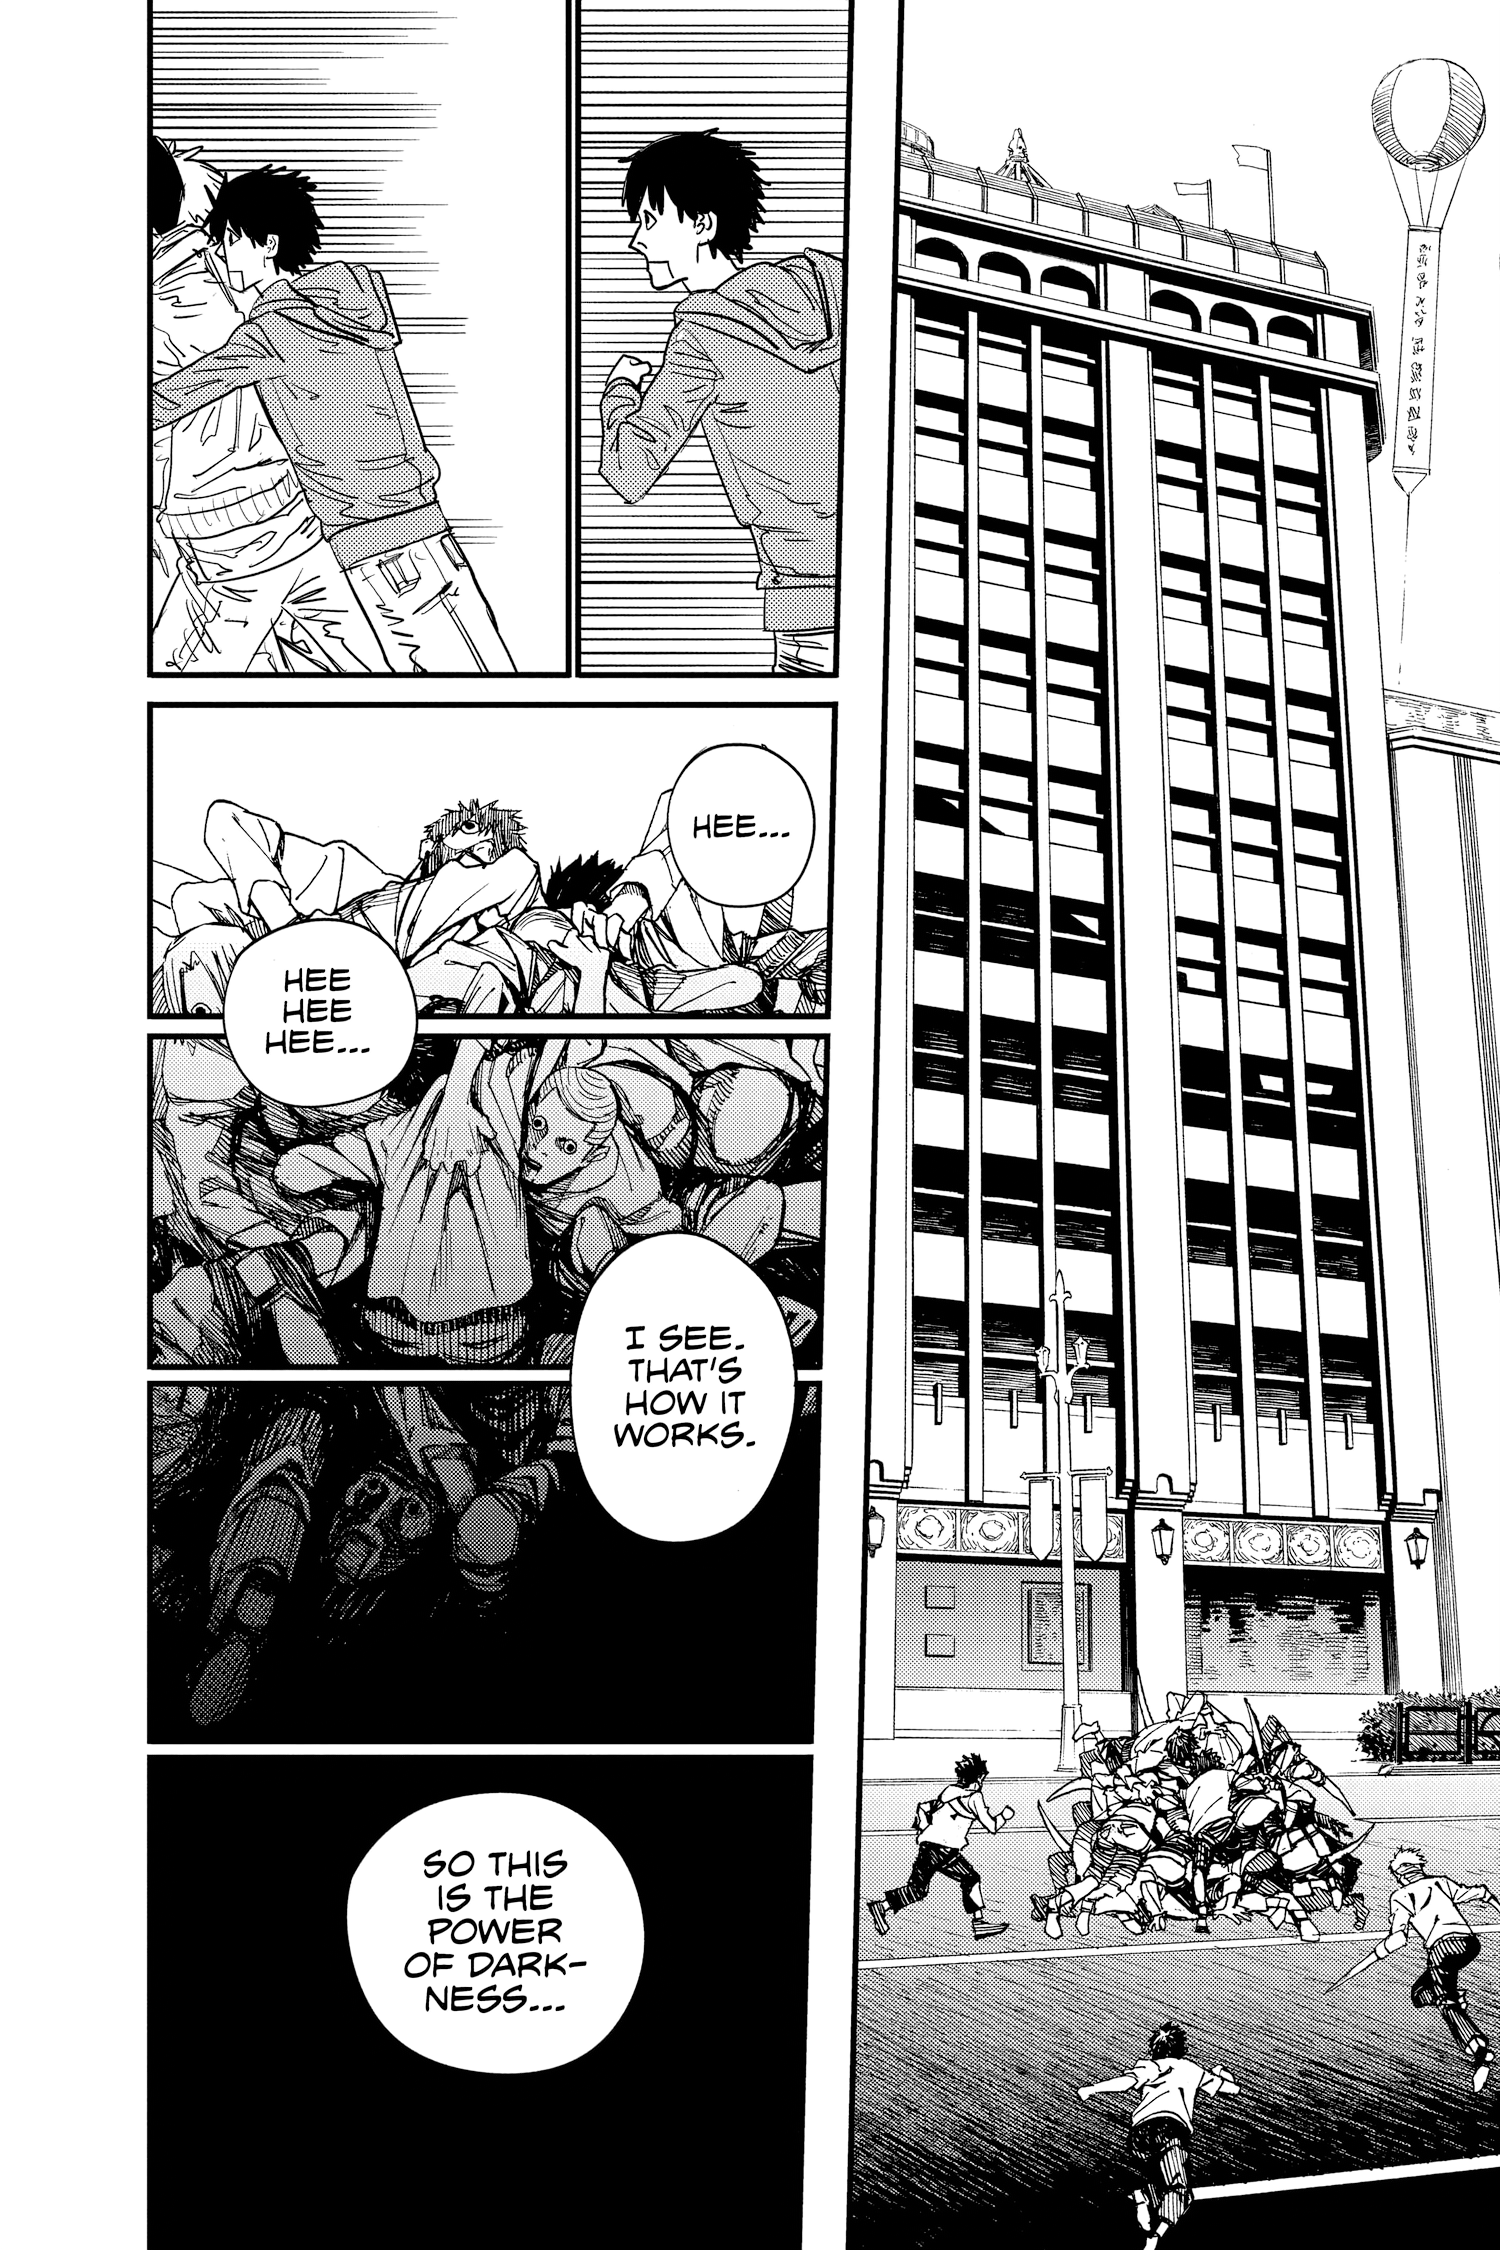 HEE...
HEE
HEE
HEE...
I SEE.
THAT'S
HOW IT
WORKS.
SO THIS
IS THE
POWER
OF DARK-
NESS...